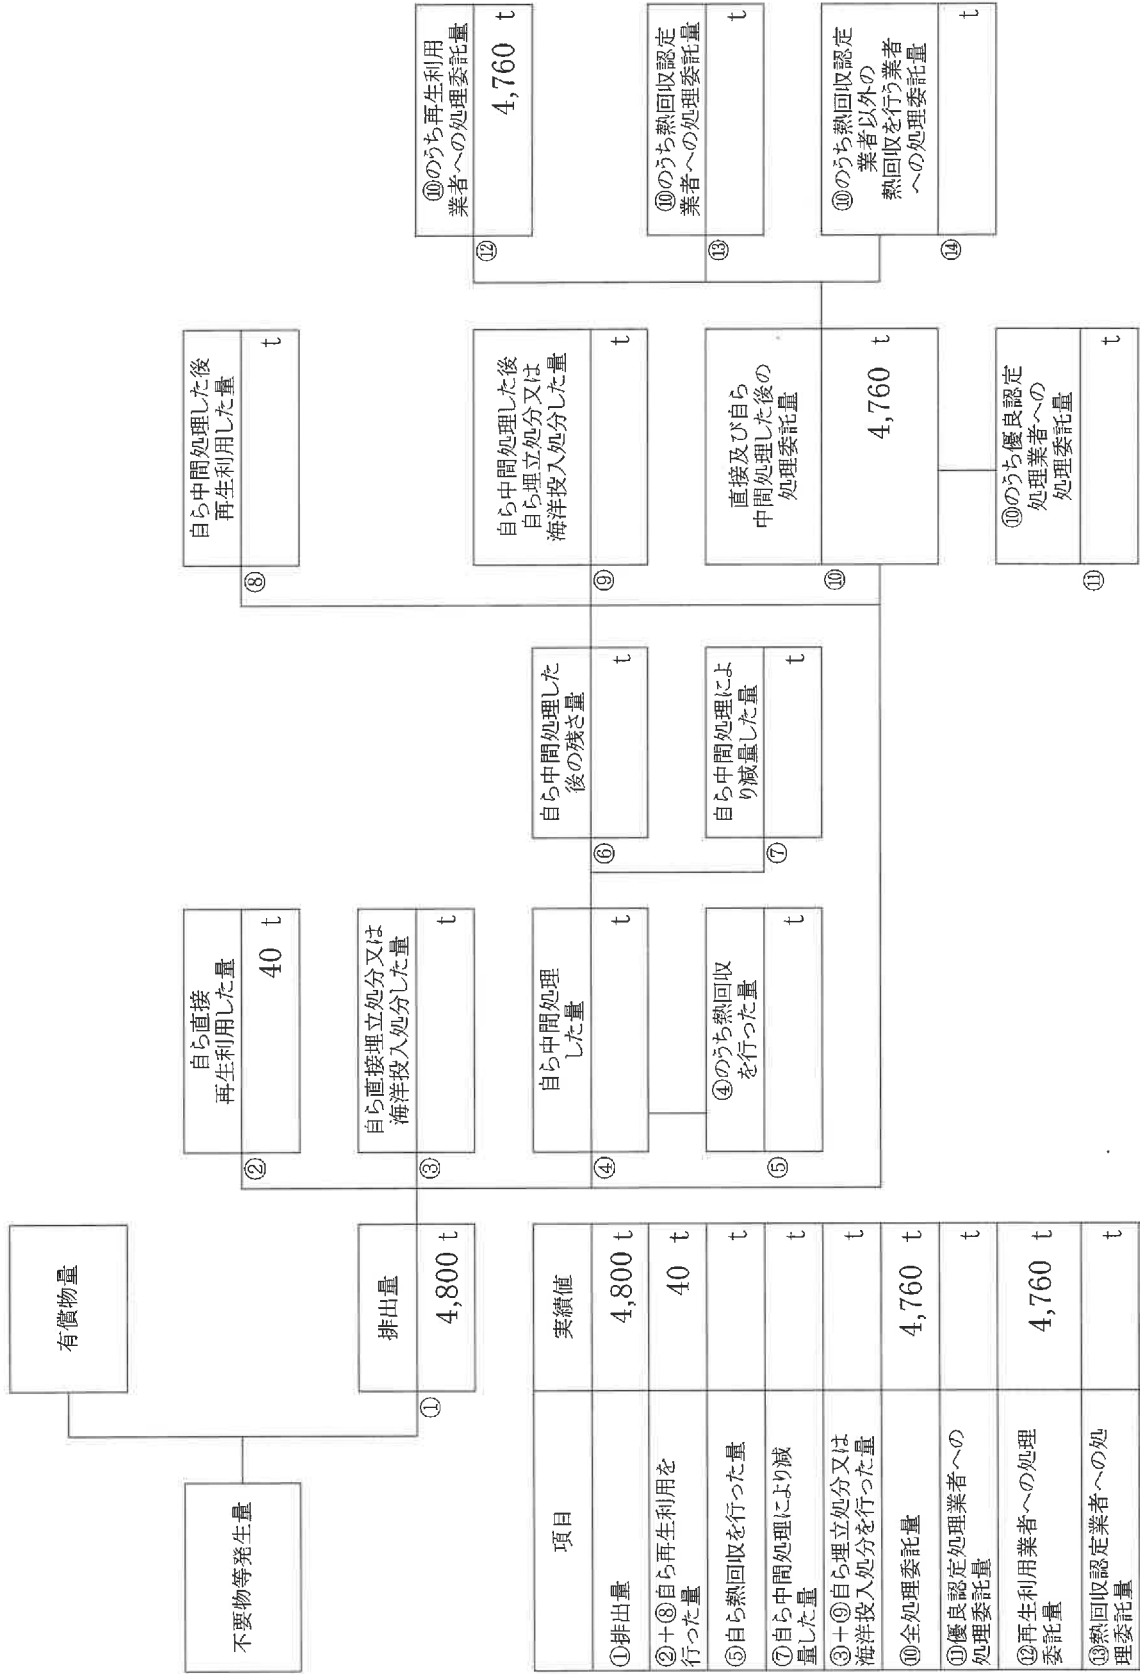 有償物量
不要物等発生量
排出量
①
4,800 t
自ら直接
再生利用した量
②
40 t
自ら直接埋立処分又は
海洋投入処分した量
③
t
自ら中間処理
した量
④
t
④のうち熱回収
を行った量
⑤
t
自ら中間処理した
後の残さ量
⑥
t
自ら中間処理によ
り減量した量
⑦
t
自ら中間処理した後
再生利用した量
⑧
t
自ら中間処理した後
自ら埋立処分又は
海洋投入処分した量
⑨
t
直接及び自ら
中間処理した後の
処理委託量
⑩
4,760 t
⑩のうち優良認定
処理業者への
処理委託量
⑪
t
⑩のうち再生利用
業者への処理委託量
⑫
4,760 t
⑩のうち熱回収認定
業者への処理委託量
⑬
t
⑩のうち熱回収認定
業者以外の
熱回収を行う業者
への処理委託量
⑭
t
項目 実績値
①排出量 4,800 t
②+⑧自ら再生利用を
行った量 40 t
⑤自ら熱回収を行った量 t
⑦自ら中間処理により減
量した量 t
③+⑨自ら埋立処分又は
海洋投入処分を行った量 t
⑩全処理委託量 4,760 t
⑪優良認定処理業者への
処理委託量 t
⑫再生利用業者への処理
委託量 4,760 t
⑬熱回収認定業者への処
理委託量 t